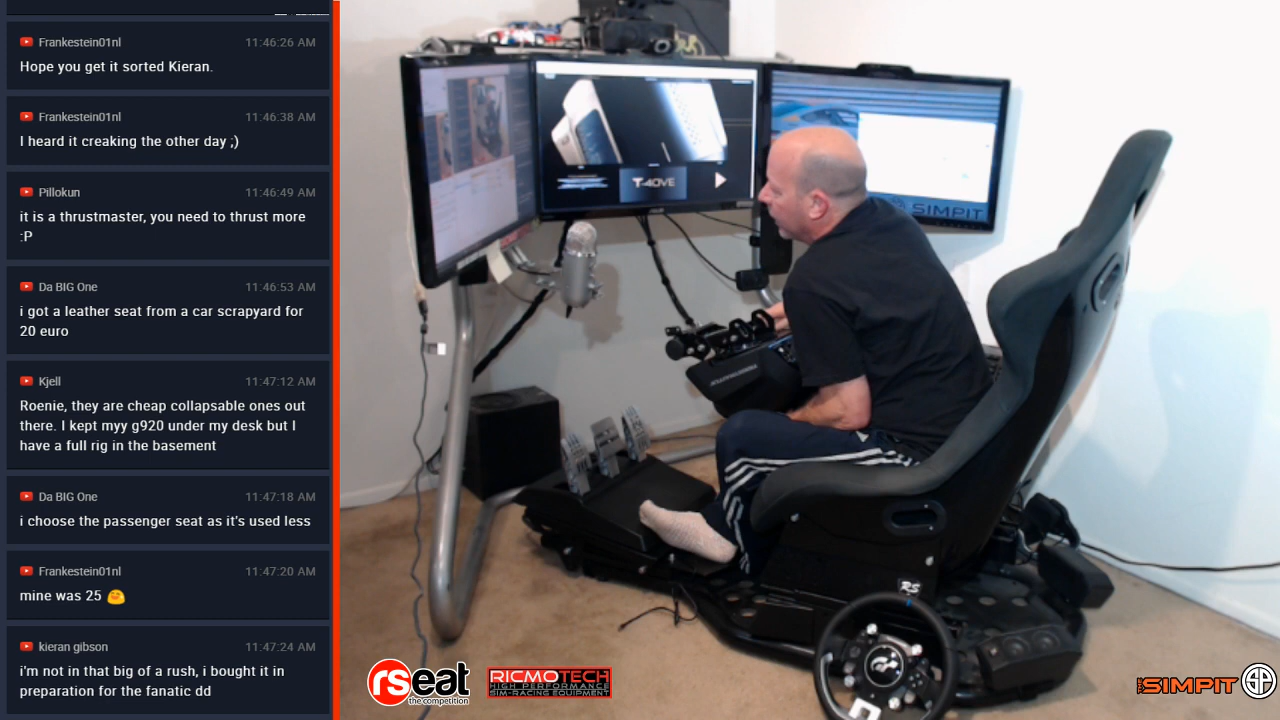 Frankestein01nl 11:46:26 AM
Hope you get it sorted Kieran.
Frankestein01nl 11:46:38 AM
I heard it creaking the other day ;)
Pillokun 11:46:49 AM
it is a thrustmaster, you need to thrust more
:P
Da BIG One 11:46:53 AM
i got a leather seat from a car scrapyard for
20 euro
Kjell 11:47:12 AM
Roenie, they are cheap collapsable ones out
there. I kept myy g920 under my desk but I
have a full rig in the basement
Da BIG One 11:47:18 AM
i choose the passenger seat as it's used less
Frankestein01nl 11:47:20 AM
mine was 25 😊
kieran gibson 11:47:24 AM
i'm not in that big of a rush, i bought it in
preparation for the fanatic dd
SIMPIT
RS
rseat
the competition
RICMOTECH
HIGH PERFORMANCE
SIM-RACING EQUIPMENT
THE SIMPIT